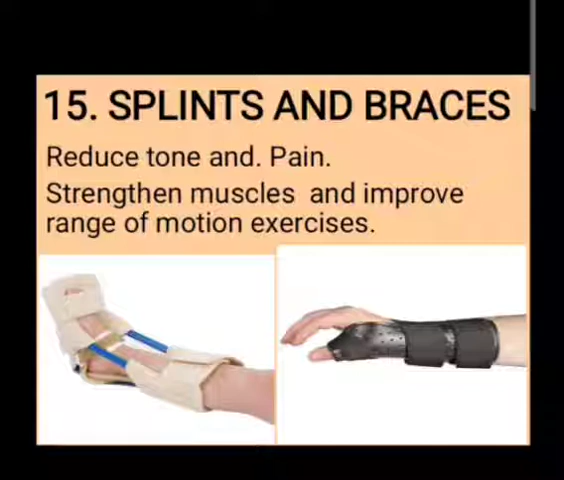 15. SPLINTS AND BRACES
Reduce tone and. Pain.
Strengthen muscles and improve
range of motion exercises.